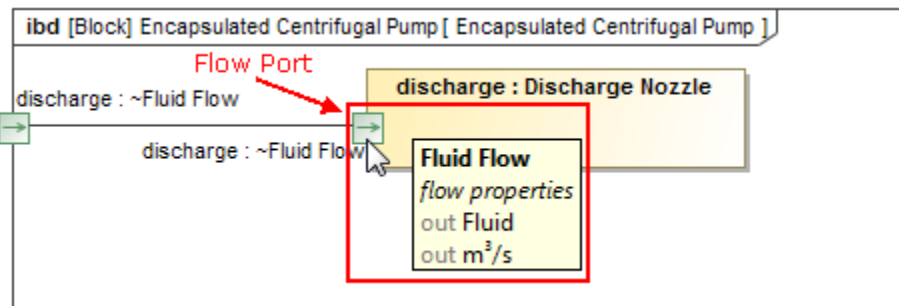 ibd [Block] Encapsulated Centrifugal Pump [ Encapsulated Centrifugal Pump ]
Flow Port
discharge : ~Fluid Flow
discharge : Discharge Nozzle
discharge : ~Fluid Flow
Fluid Flow
flow properties
out Fluid
out m³/s